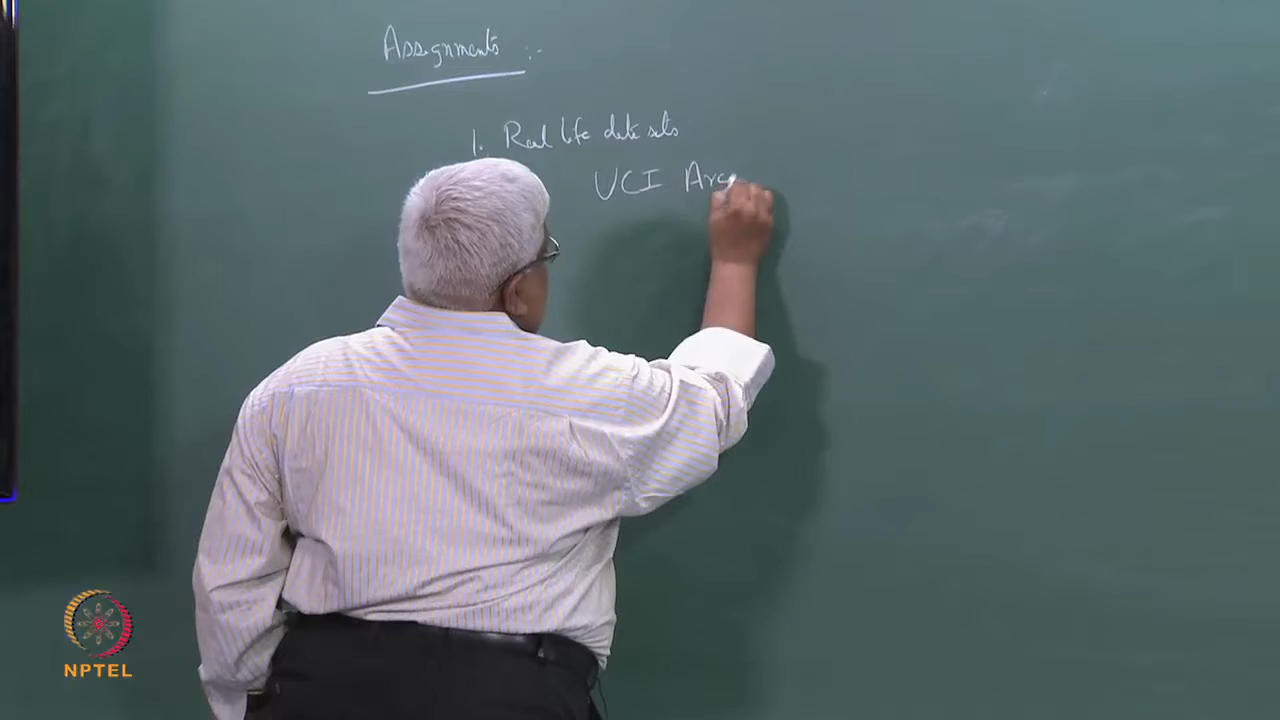 Assignments :-
1. Real life data sets
UCI Arc
NPTEL